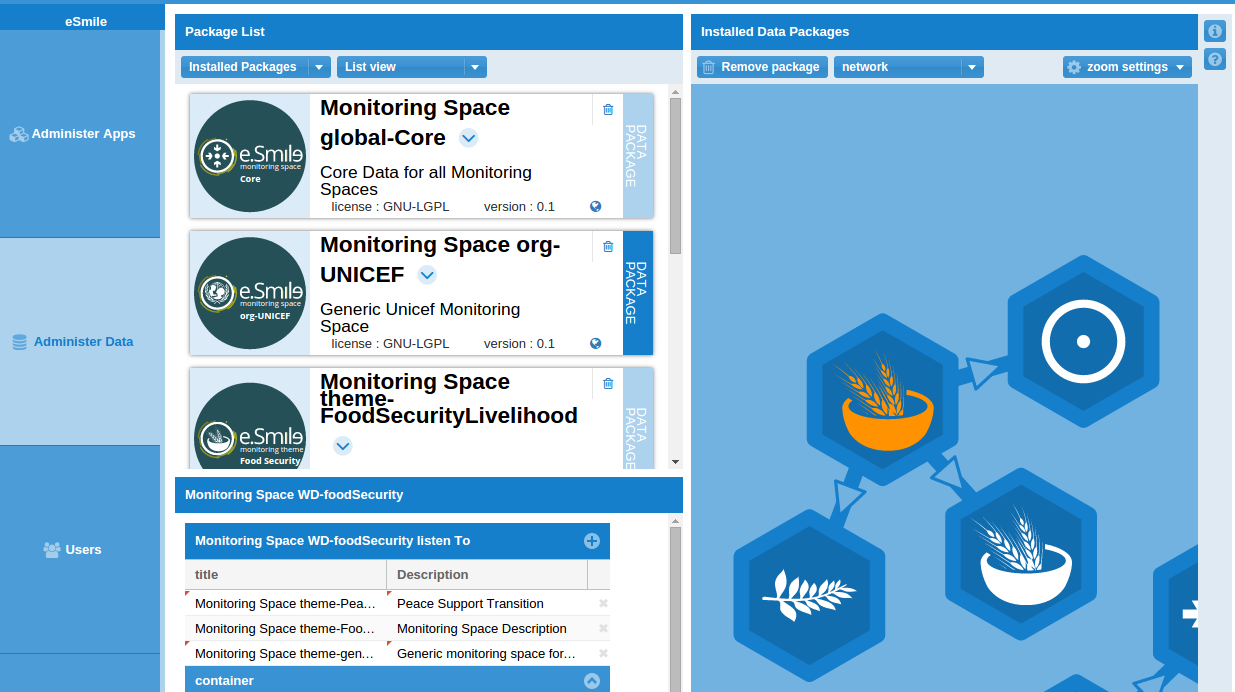 eSmile
Administer Apps
Administer Data
Users
Package List
Installed Packages
List view
Monitoring Space
global-Core
Core Data for all Monitoring
Spaces
license : GNU-LGPL
version : 0.1
DATA
PACKAGE
e.Smile
monitoring space
Core
Monitoring Space org-
UNICEF
Generic Unicef Monitoring
Space
license : GNU-LGPL
version : 0.1
DATA
PACKAGE
e.Smile
monitoring space
org-UNICEF
Monitoring Space
theme-
FoodSecurityLivelihood
DATA
PACKAGE
e.Smile
monitoring theme
Food Security
Monitoring Space WD-foodSecurity
Monitoring Space WD-foodSecurity listen To
title
Description
Monitoring Space theme-Pea...
Peace Support Transition
Monitoring Space theme-Foo...
Monitoring Space Description
Monitoring Space theme-gen...
Generic monitoring space for...
container
Installed Data Packages
Remove package
network
zoom settings